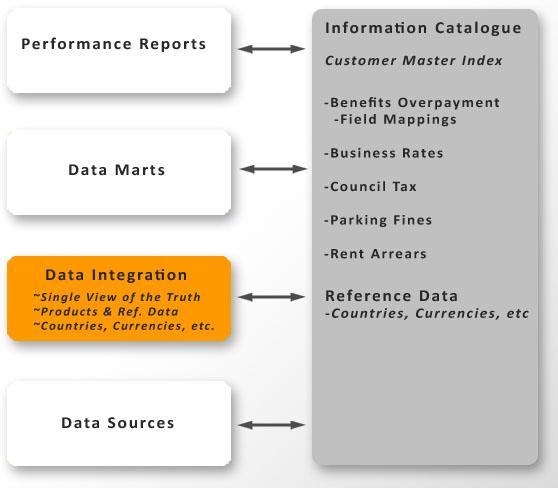 Performance Reports
Data Marts
Data Integration
~Single View of the Truth
~Products & Ref. Data
~Countries, Currencies, etc.
Data Sources
Information Catalogue
Customer Master Index
-Benefits Overpayment
-Field Mappings
-Business Rates
-Council Tax
-Parking Fines
-Rent Arrears
Reference Data
-Countries, Currencies, etc